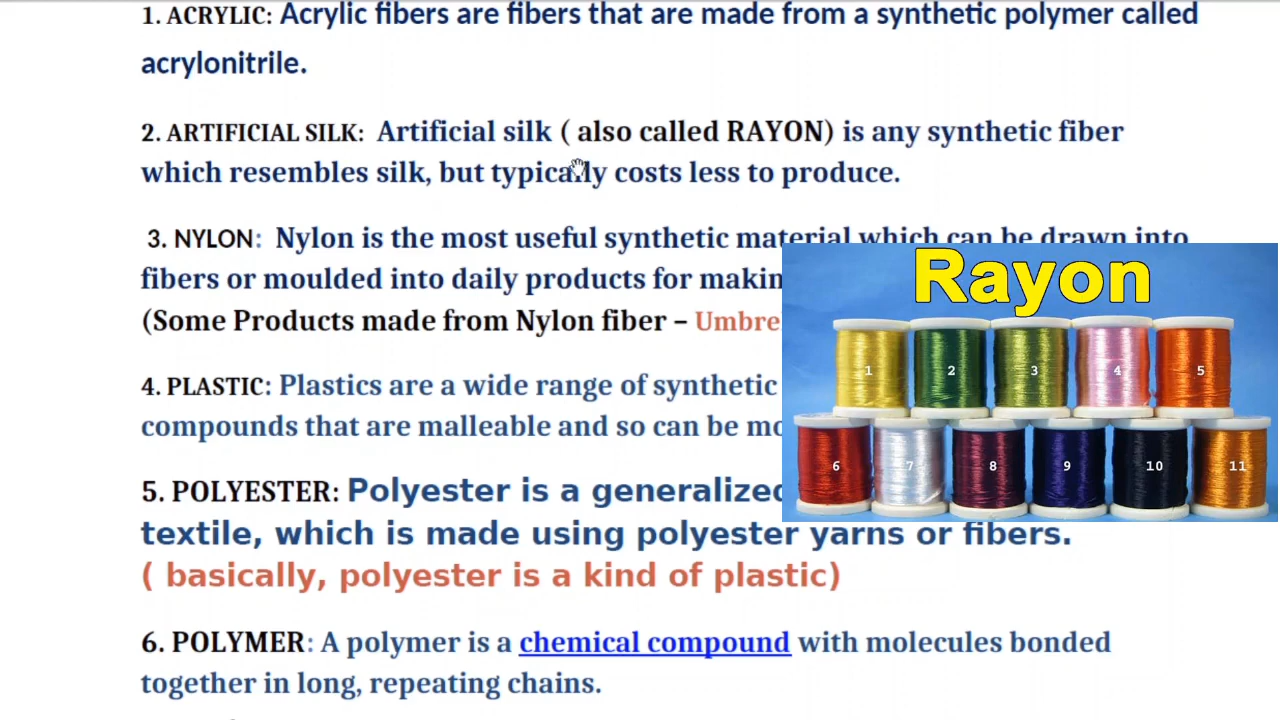 1. ACRYLIC: Acrylic fibers are fibers that are made from a synthetic polymer called
acrylonitrile.
2. ARTIFICIAL SILK: Artificial silk ( also called RAYON) is any synthetic fiber
which resembles silk, but typically costs less to produce.
3. NYLON: Nylon is the most useful synthetic material which can be drawn into
fibers or moulded into daily products for
(Some Products made from Nylon fiber –
4. PLASTIC: Plastics are a wide range of synthetic
compounds that are malleable and so can be
5. POLYESTER: Polyester is a generalized
textile, which is made using polyester yarns or fibers.
( basically, polyester is a kind of plastic)
6. POLYMER: A polymer is a chemical compound with molecules bonded
together in long, repeating chains.
Rayon
1 2 3 4 5
6 7 8 9 10 11